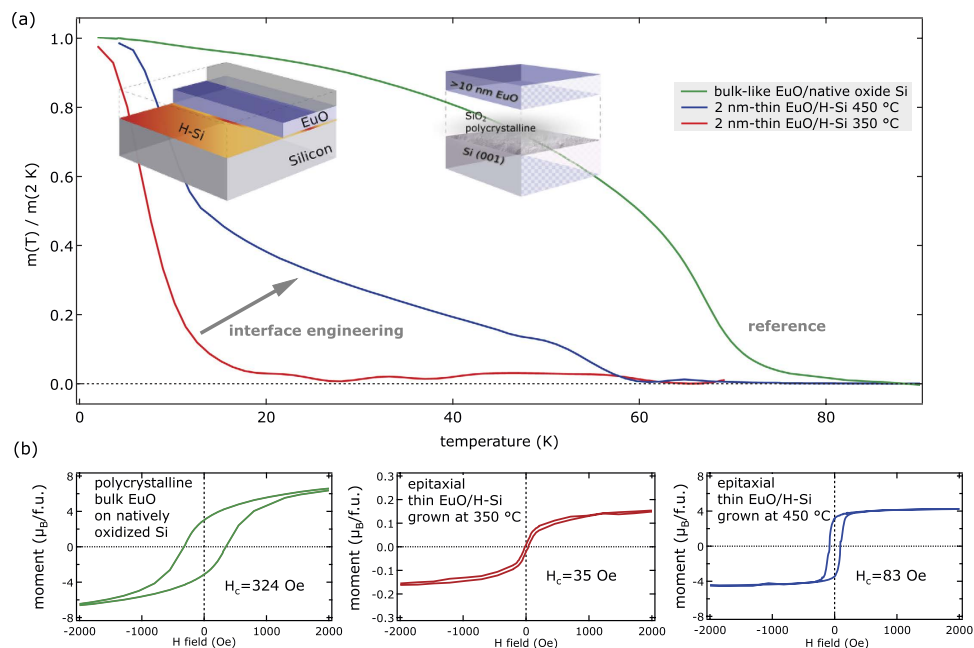 (a)
1.0
0.8
0.6
0.4
0.2
0.0
m(T) / m(2 K)
0
20
40
60
80
temperature (K)
H-Si
EuO
Silicon
>10 nm EuO
SiO2
polycrystalline
Si (001)
bulk-like EuO/native oxide Si
2 nm-thin EuO/H-Si 450 °C
2 nm-thin EuO/H-Si 350 °C
interface engineering
reference
(b)
8
4
0
-4
-8
moment (μB/f.u.)
polycrystalline
bulk EuO
on natively
oxidized Si
Hc=324 Oe
-2000
-1000
0
1000
2000
H field (Oe)
0.3
0.2
0.1
0.0
-0.1
-0.2
-0.3
moment (μB/f.u.)
epitaxial
thin EuO/H-Si
grown at 350 °C
Hc=35 Oe
-2000
-1000
0
1000
2000
H field (Oe)
8
4
0
-4
-8
moment (μB/f.u.)
epitaxial
thin EuO/H-Si
grown at 450 °C
Hc=83 Oe
-2000
-1000
0
1000
2000
H field (Oe)